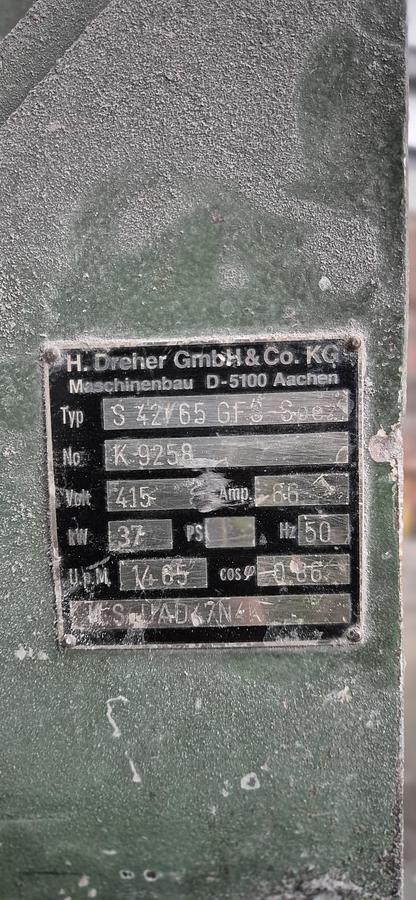 H. Dreher GmbH & Co. KG
Maschinenbau D-5100 Aachen
Typ S 42/65 GFS-Spez
No K 9258
Volt 415 Amp. 66
kW 37 PS Hz 50
U.p.M. 1465 cos φ 0.86